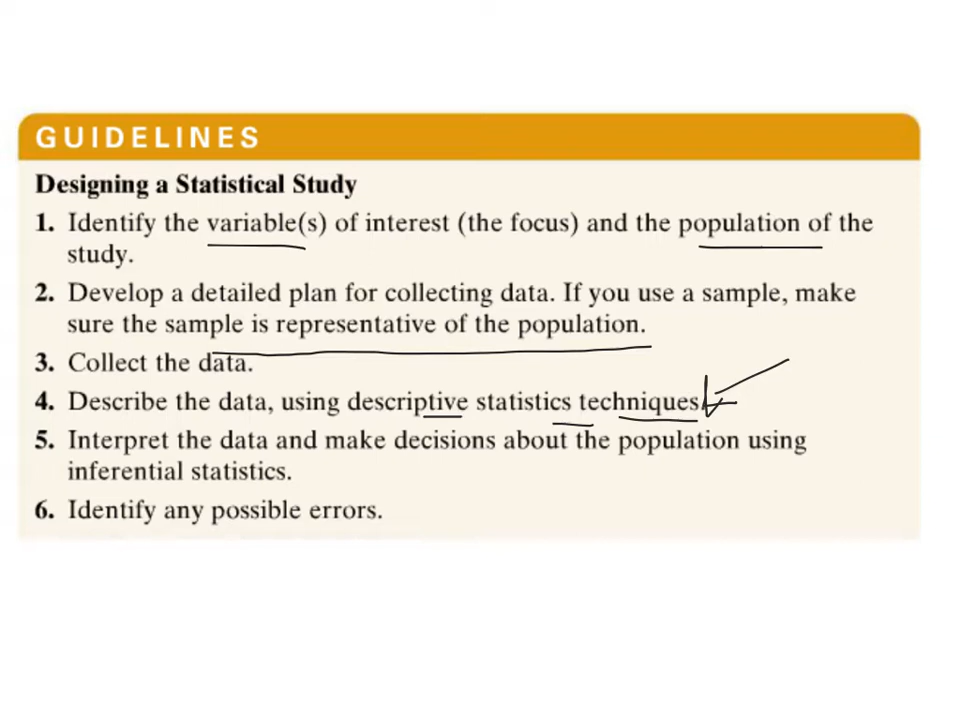 GUIDELINES
Designing a Statistical Study
1. Identify the variable(s) of interest (the focus) and the population of the
study.
2. Develop a detailed plan for collecting data. If you use a sample, make
sure the sample is representative of the population.
3. Collect the data.
4. Describe the data, using descriptive statistics techniques.
5. Interpret the data and make decisions about the population using
inferential statistics.
6. Identify any possible errors.